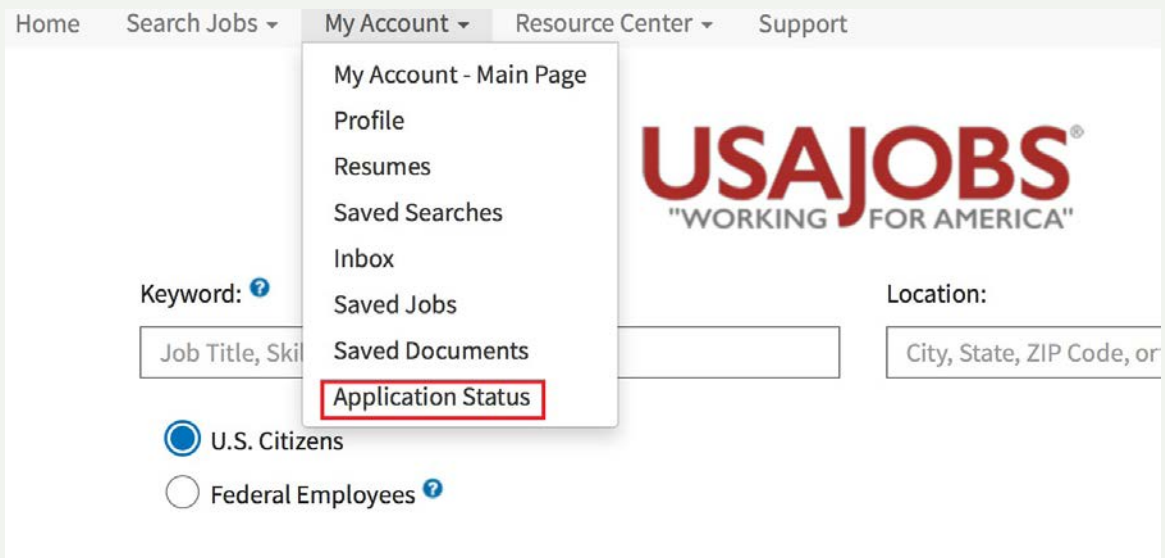 Home Search Jobs My Account Resource Center Support
My Account - Main Page
Profile
Resumes
Saved Searches
Inbox
Saved Jobs
Saved Documents
Application Status
USAJOBS®
"WORKING FOR AMERICA"
Keyword: ?
Job Title,
Location:
City, State, ZIP Code, or
U.S. Citizens
Federal Employees ?